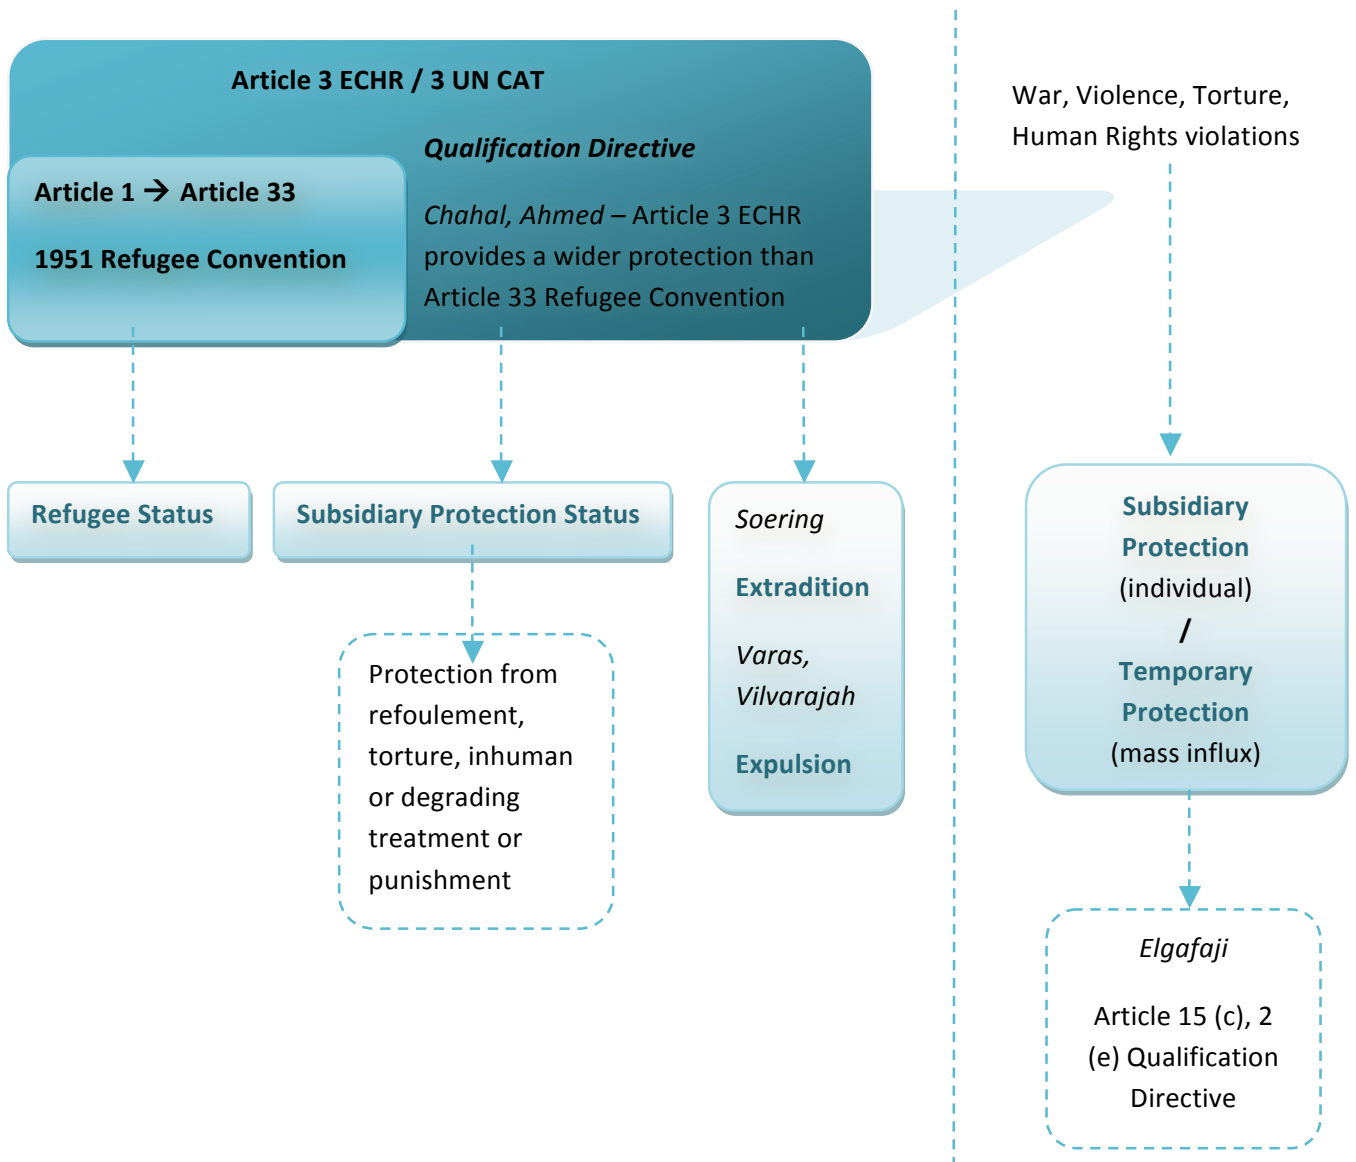 Article 3 ECHR / 3 UN CAT
Qualification Directive
Article 1 → Article 33
1951 Refugee Convention
Chahal, Ahmed – Article 3 ECHR
provides a wider protection than
Article 33 Refugee Convention
War, Violence, Torture,
Human Rights violations
Refugee Status
Subsidiary Protection Status
Protection from
refoulement,
torture, inhuman
or degrading
treatment or
punishment
Soering
Extradition
Varas,
Vilvarajah
Expulsion
Subsidiary
Protection
(individual)
/
Temporary
Protection
(mass influx)
Elgafaji
Article 15 (c), 2
(e) Qualification
Directive